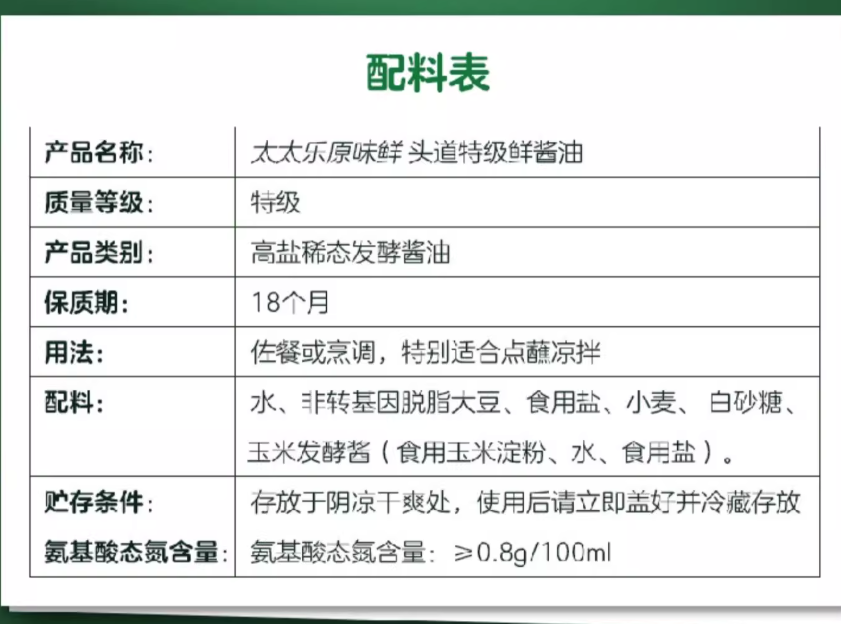 配料表
产品名称： 太太乐原味鲜 头道特级鲜酱油
质量等级： 特级
产品类别： 高盐稀态发酵酱油
保质期： 18个月
用法： 佐餐或烹调，特别适合点蘸凉拌
配料： 水、非转基因脱脂大豆、食用盐、小麦、 白砂糖、
玉米发酵酱（食用玉米淀粉、水、食用盐）。
贮存条件： 存放于阴凉干爽处，使用后请立即盖好并冷藏存放
氨基酸态氮含量： 氨基酸态氮含量：≥0.8g/100ml